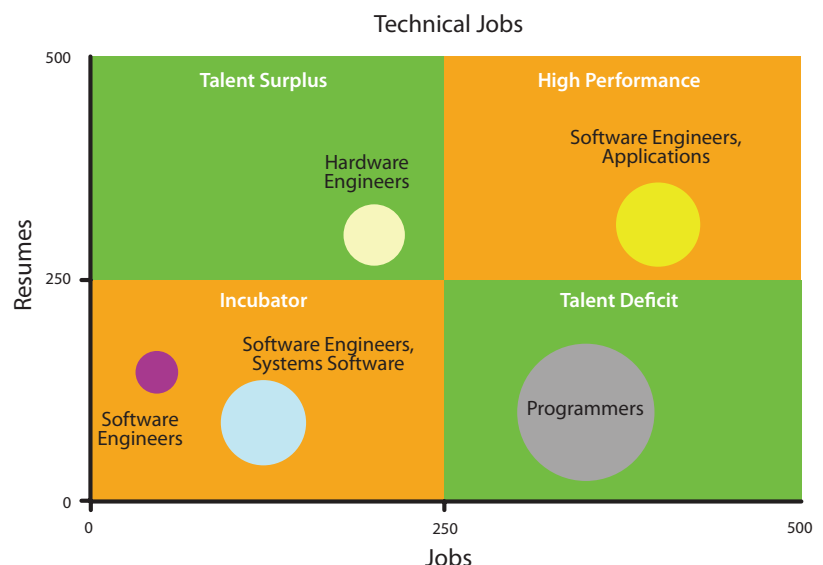 Technical Jobs
500
Talent Surplus
High Performance
Software Engineers,
Applications
Hardware
Engineers
Resumes
250
Incubator
Talent Deficit
Software Engineers,
Systems Software
Programmers
Software
Engineers
0
0
250
500
Jobs